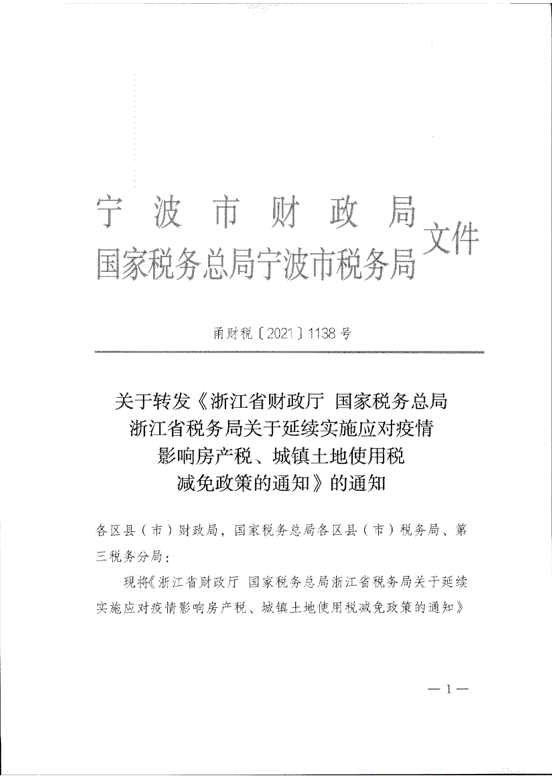 宁波市财政局
国家税务总局宁波市税务局
文件
甬财税〔2021〕1138号
关于转发《浙江省财政厅 国家税务总局
浙江省税务局关于延续实施应对疫情
影响房产税、城镇土地使用税
减免政策的通知》的通知
各区县（市）财政局，国家税务总局各区县（市）税务局、第
三税务分局：
现将《浙江省财政厅 国家税务总局浙江省税务局关于延续
实施应对疫情影响房产税、城镇土地使用税减免政策的通知》
— 1 —